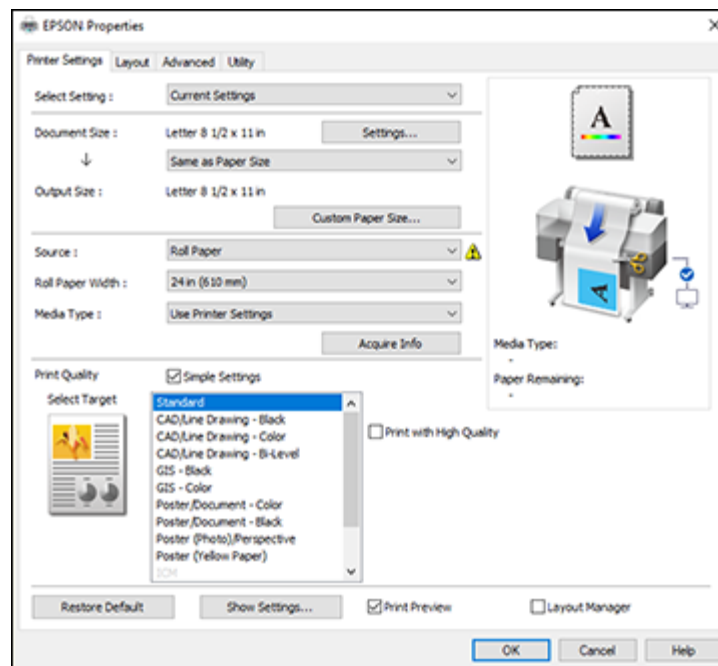 EPSON Properties
Printer Settings Layout Advanced Utility
Select Setting : Current Settings
Document Size : Letter 8 1/2 x 11 in Settings...
Same as Paper Size
Output Size : Letter 8 1/2 x 11 in
Custom Paper Size...
Source : Roll Paper
Roll Paper Width : 24 in (610 mm)
Media Type : Use Printer Settings
Acquire Info
A
A
Media Type:
-
Paper Remaining:
-
Print Quality Simple Settings
Select Target
Standard
CAD/Line Drawing - Black
CAD/Line Drawing - Color
CAD/Line Drawing - Bi-Level
GIS - Black
GIS - Color
Poster/Document - Color
Poster/Document - Black
Poster (Photo)/Perspective
Poster (Yellow Paper)
ICM
Print with High Quality
Restore Default Show Settings... Print Preview Layout Manager
OK Cancel Help